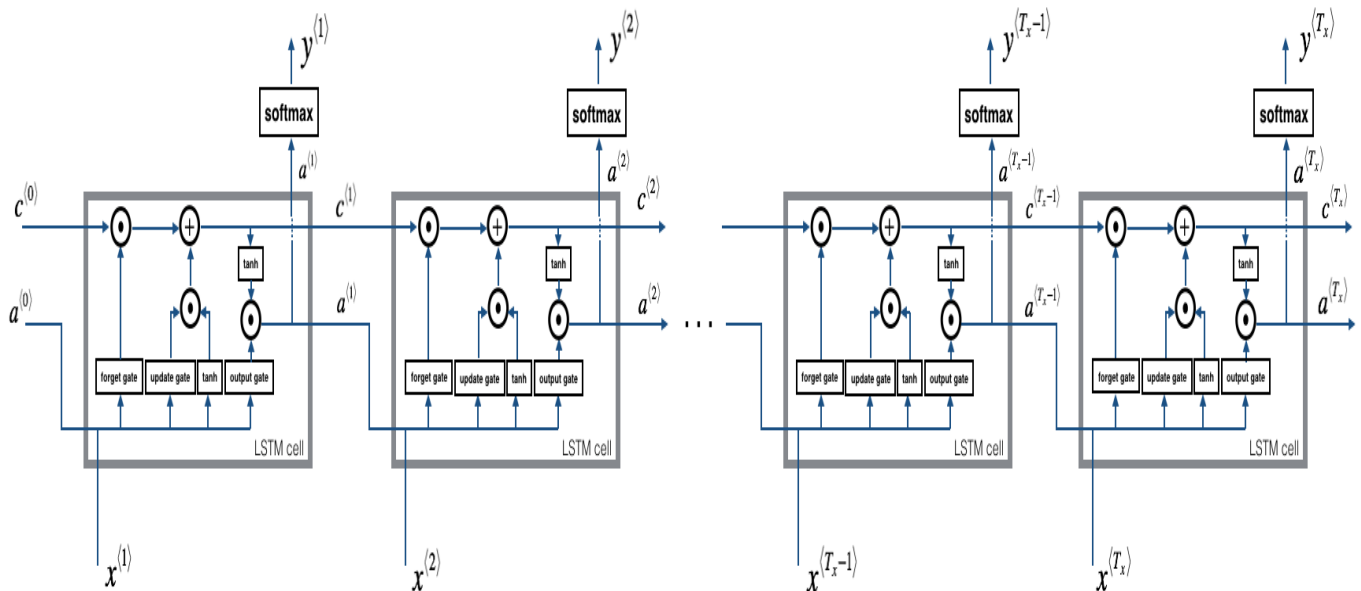 y⟨1⟩ y⟨2⟩ y⟨Tx−1⟩ y⟨Tx⟩
softmax softmax softmax softmax
a⟨1⟩ a⟨2⟩ a⟨Tx−1⟩ a⟨Tx⟩
c⟨0⟩ c⟨1⟩ c⟨2⟩ c⟨Tx−1⟩ c⟨Tx⟩
tanh tanh tanh tanh
a⟨0⟩ a⟨1⟩ a⟨2⟩ ... a⟨Tx−1⟩ a⟨Tx⟩
forget gate update gate tanh output gate forget gate update gate tanh output gate forget gate update gate tanh output gate forget gate update gate tanh output gate
LSTM cell LSTM cell LSTM cell LSTM cell
x⟨1⟩ x⟨2⟩ x⟨Tx−1⟩ x⟨Tx⟩